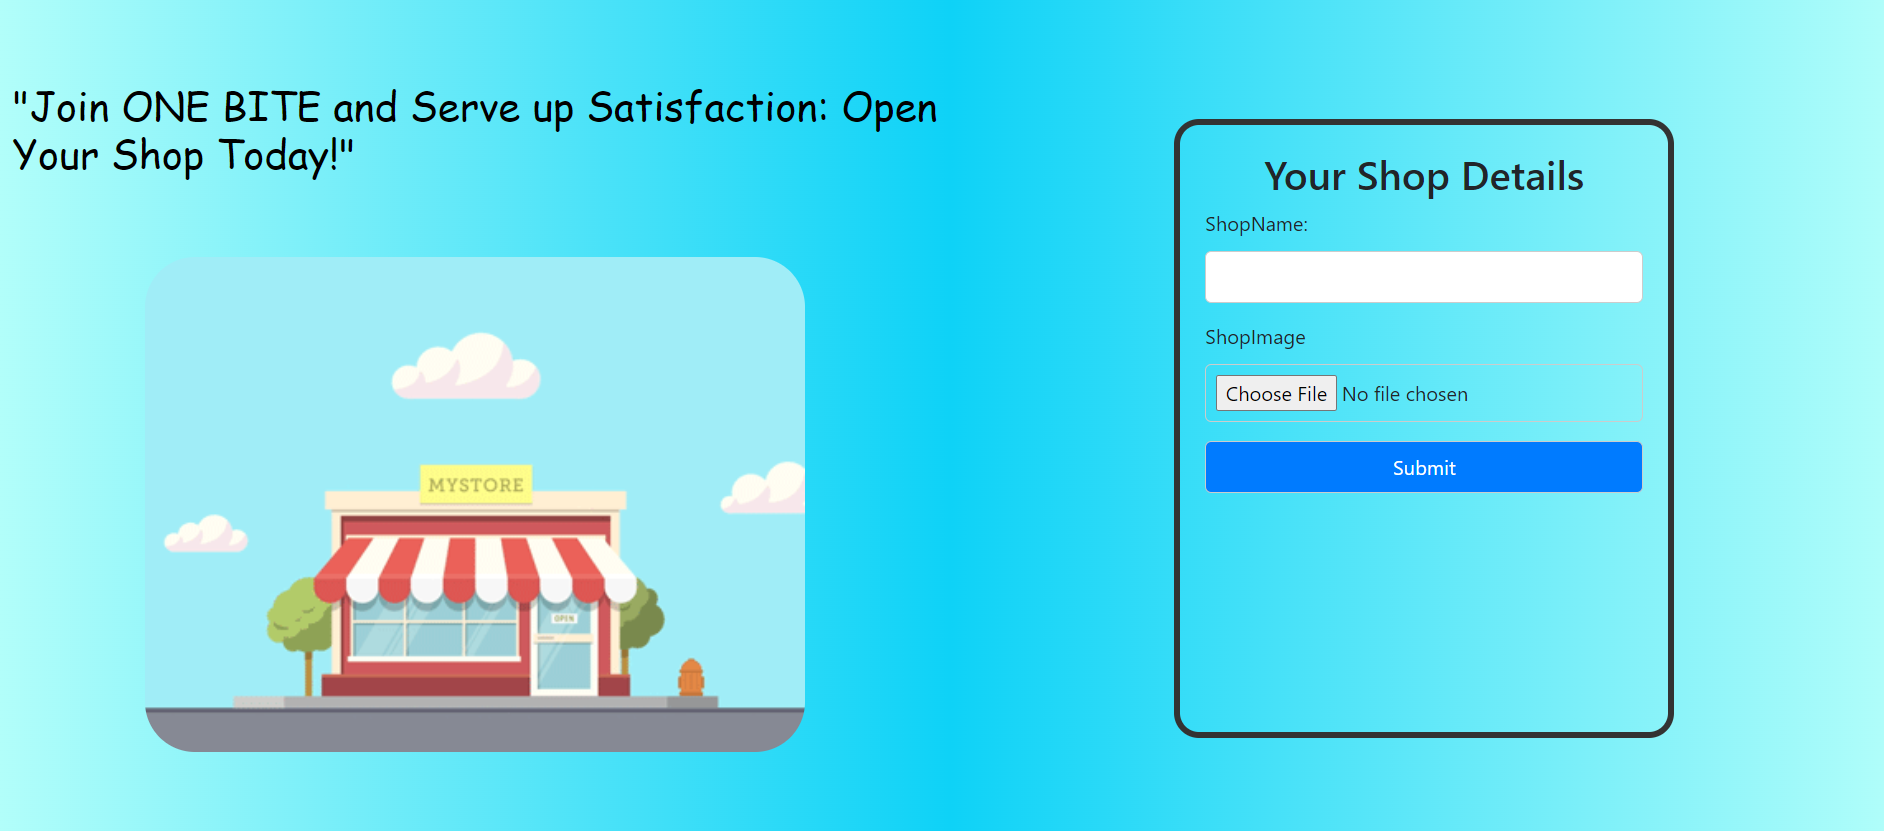 "Join ONE BITE and Serve up Satisfaction: Open
Your Shop Today!"
MYSTORE
OPEN
Your Shop Details
ShopName:
ShopImage
Choose File No file chosen
Submit